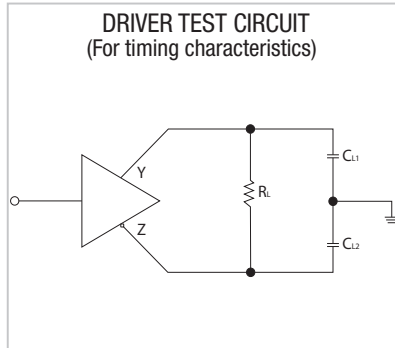 DRIVER TEST CIRCUIT
(For timing characteristics)
Y
Z
RL
CL1
CL2